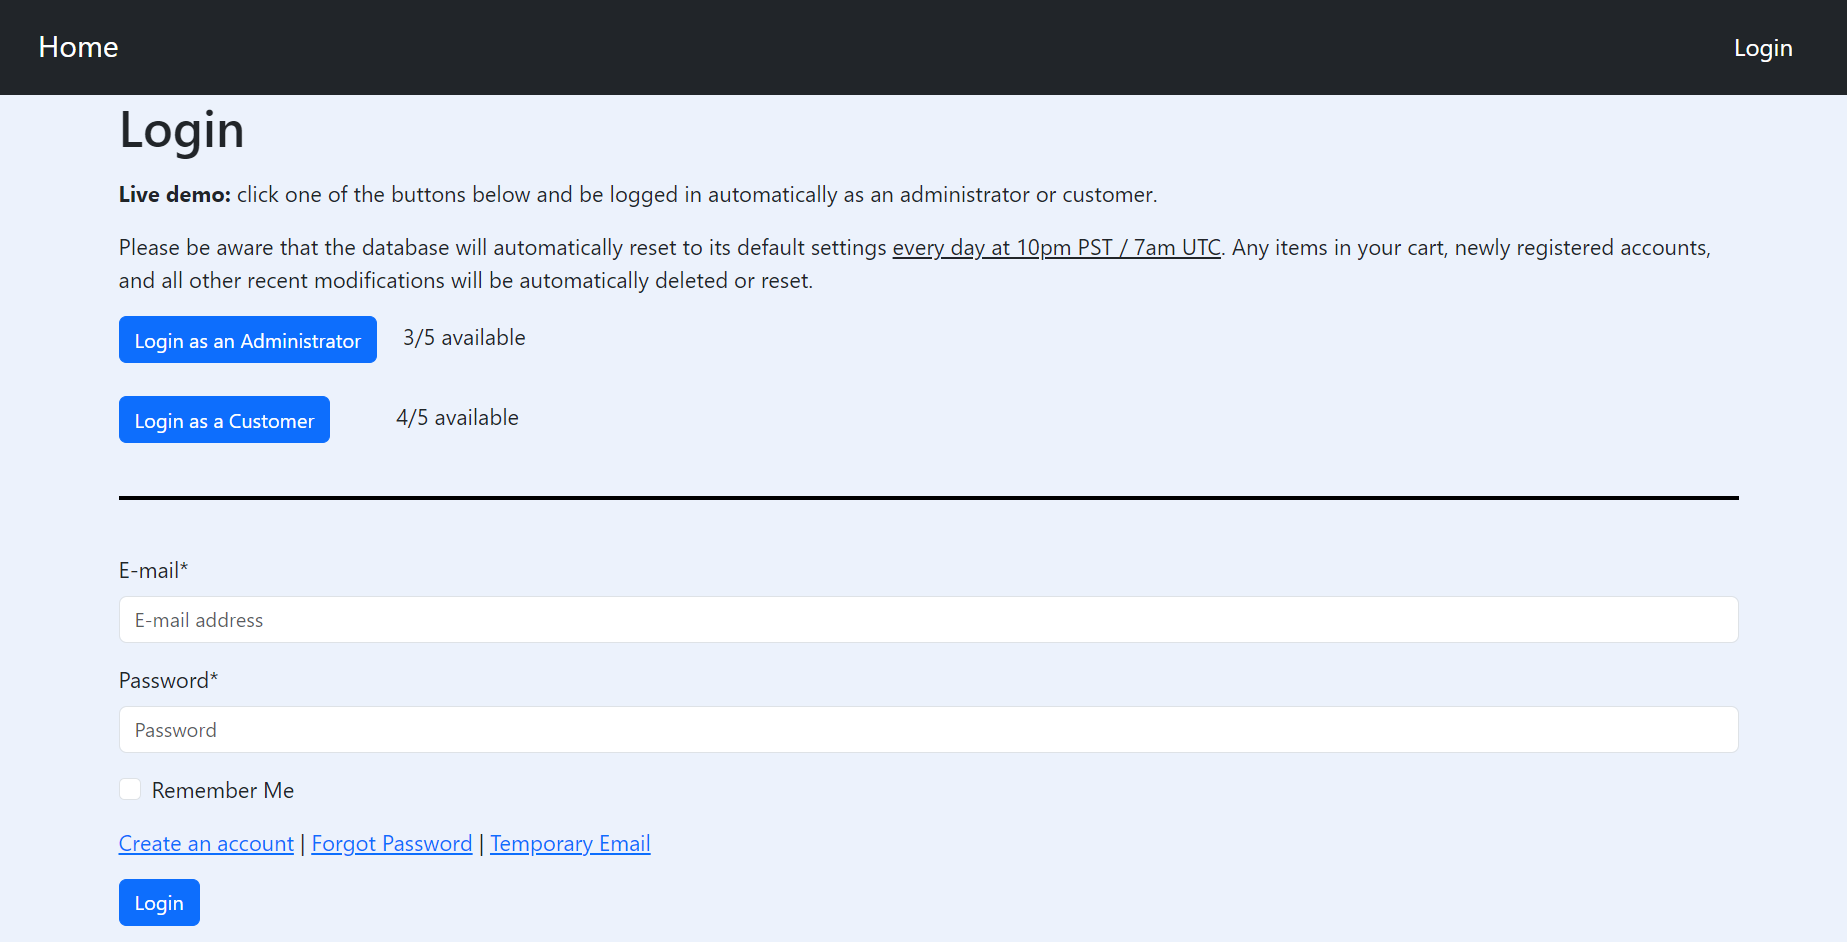 Home
Login
Login
Live demo: click one of the buttons below and be logged in automatically as an administrator or customer.
Please be aware that the database will automatically reset to its default settings every day at 10pm PST / 7am UTC. Any items in your cart, newly registered accounts,
and all other recent modifications will be automatically deleted or reset.
Login as an Administrator 3/5 available
Login as a Customer 4/5 available
E-mail*
E-mail address
Password*
Password
Remember Me
Create an account | Forgot Password | Temporary Email
Login